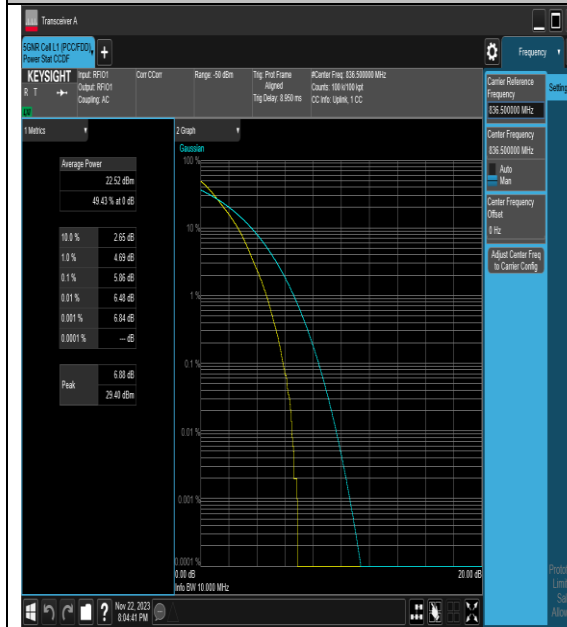 Transceiver A
5GNR Cell L1 (PCC/FDD),
Power Stat CCDF
Frequency
KEYSIGHT
R T
Input: RFIO1
Output: RFIO1
Coupling: AC
Corr CCorr
Range: -50 dBm
Trig: Prot Frame
Aligned
Trig Delay: 8.950 ms
#Center Freq: 836.500000 MHz
Counts: 100 k/100 kpt
CC Info: Uplink, 1 CC
Carrier Reference
Frequency
836.500000 MHz
Setting
Center Frequency
836.500000 MHz
Auto
Man
Center Frequency
Offset
0 Hz
Adjust Center Freq
to Carrier Config
1 Metrics
Average Power
22.52 dBm
49.43 % at 0 dB
10.0 % 2.65 dB
1.0 % 4.69 dB
0.1 % 5.86 dB
0.01 % 6.48 dB
0.001 % 6.84 dB
0.0001 % --- dB
Peak
6.88 dB
29.40 dBm
2 Graph
Gaussian
100 %
10 %
1 %
0.1 %
0.01 %
0.001 %
0.0001 %
0.00 dB
20.00 dB
Info BW 10.000 MHz
Nov 22, 2023
8:04:41 PM